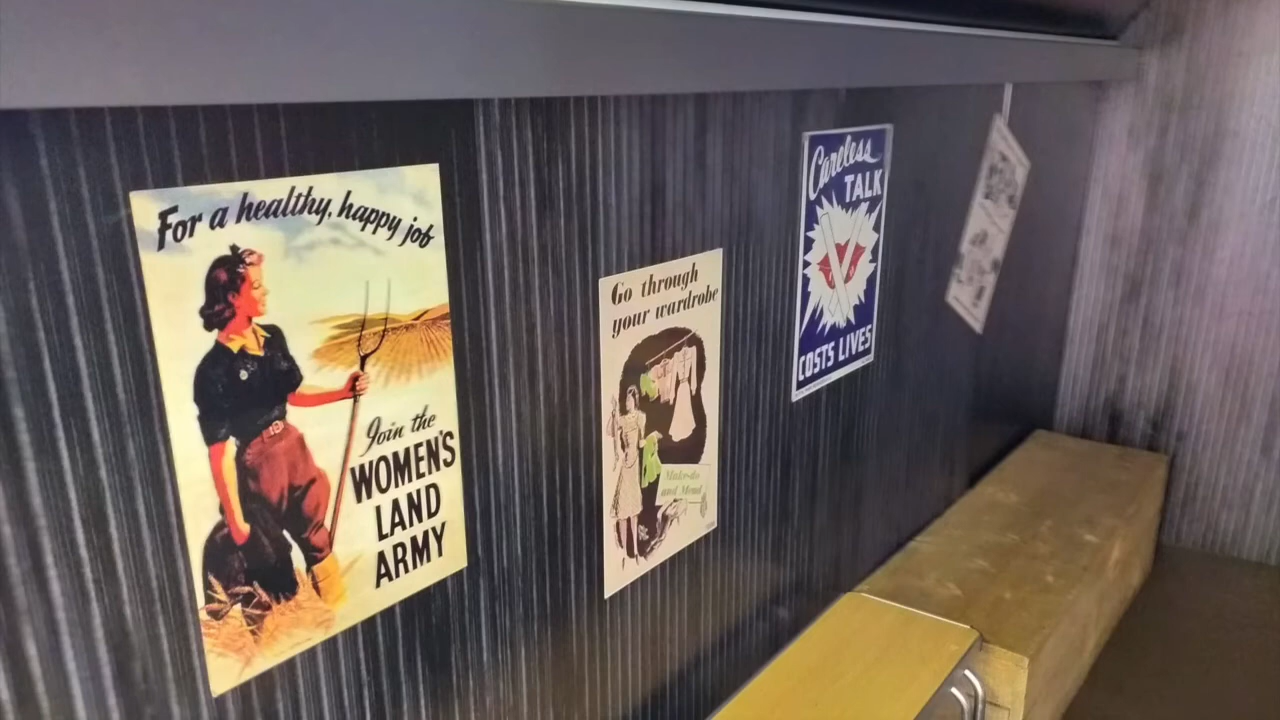 For a healthy, happy job
Join the
WOMEN'S
LAND
ARMY
Go through
your wardrobe
Make-do
and Mend
Careless
TALK
COSTS LIVES